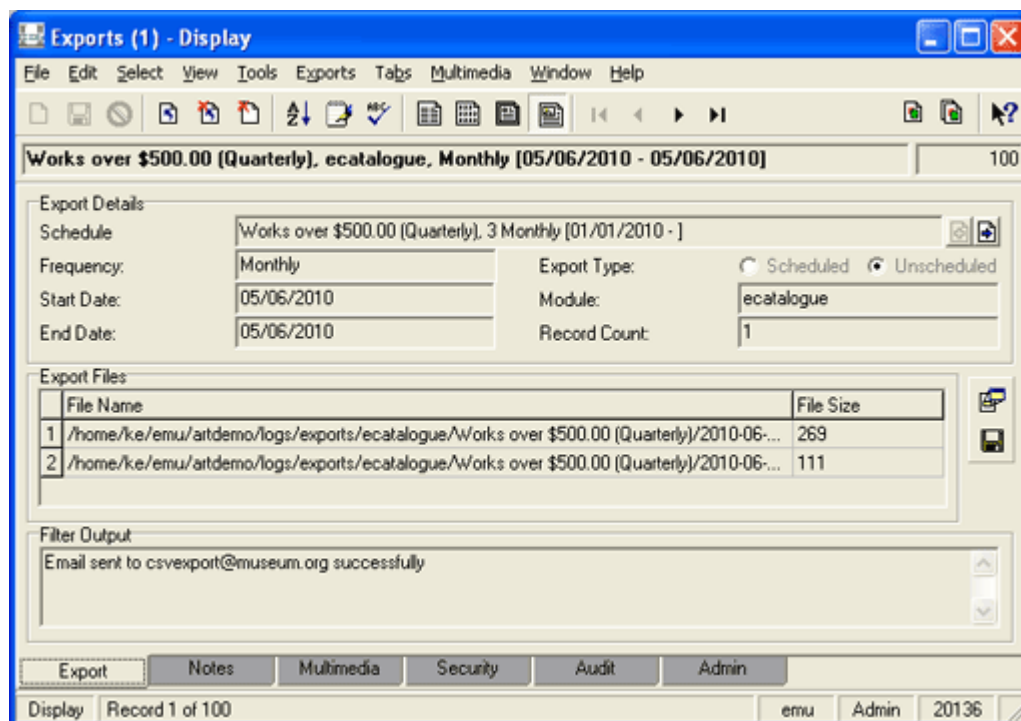 Exports (1) - Display
File Edit Select View Tools Exports Tabs Multimedia Window Help
Works over $500.00 (Quarterly), ecatalogue, Monthly [05/06/2010 - 05/06/2010] 100
Export Details
Schedule Works over $500.00 (Quarterly), 3 Monthly [01/01/2010 - ]
Frequency: Monthly Export Type: Scheduled Unscheduled
Start Date: 05/06/2010 Module: ecatalogue
End Date: 05/06/2010 Record Count: 1
Export Files
File Name File Size
1 /home/ke/emu/artdemo/logs/exports/ecatalogue/Works over $500.00 (Quarterly)/2010-06-... 269
2 /home/ke/emu/artdemo/logs/exports/ecatalogue/Works over $500.00 (Quarterly)/2010-06-... 111
Filter Output
Email sent to csvexport@museum.org successfully
Export Notes Multimedia Security Audit Admin
Display Record 1 of 100 emu Admin 20136